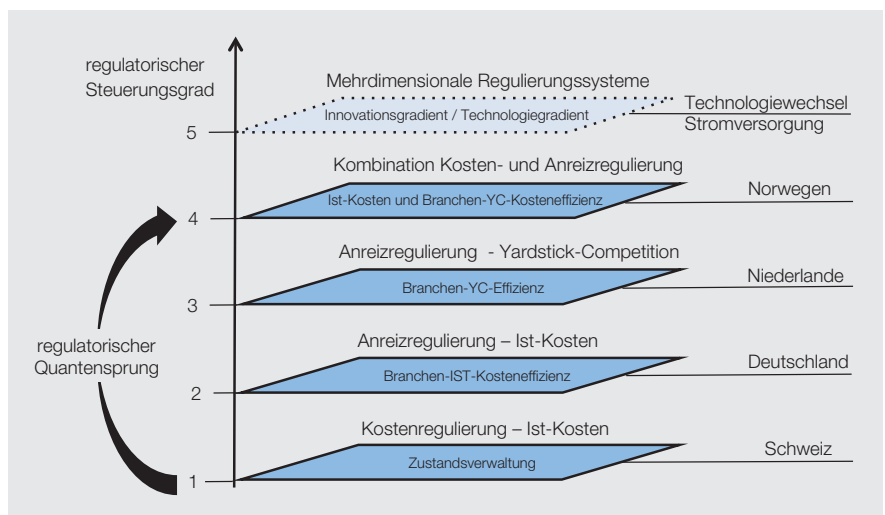 regulatorischer
Steuerungsgrad
Mehrdimensionale Regulierungssysteme
Innovationsgradient / Technologiegradient
Technologiewechsel
Stromversorgung
5
Kombination Kosten- und Anreizregulierung
Ist-Kosten und Branchen-YC-Kosteneffizienz
Norwegen
4
Anreizregulierung - Yardstick-Competition
Branchen-YC-Effizienz
Niederlande
3
regulatorischer
Quantensprung
Anreizregulierung – Ist-Kosten
Branchen-IST-Kosteneffizienz
Deutschland
2
Kostenregulierung – Ist-Kosten
Zustandsverwaltung
Schweiz
1